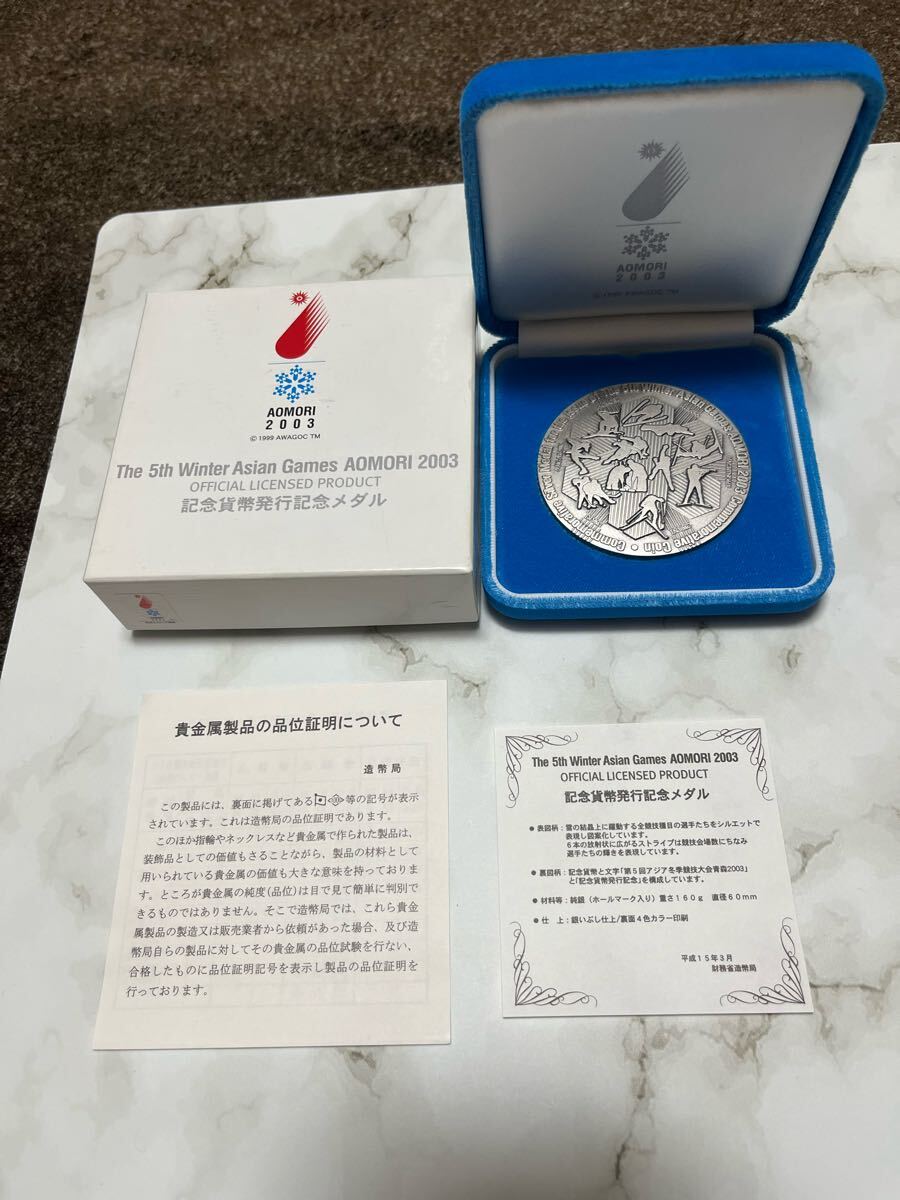 AOMORI
2003
© 1999 AWAGOC TM
The 5th Winter Asian Games AOMORI 2003
OFFICIAL LICENSED PRODUCT
記念貨幣発行記念メダル
AOMORI
2003
© 1999 AWAGOC TM
the 5th Winter Asian Games AOMORI 2003 Commemorative Coin • Commemorative
貴金属製品の品位証明について
造幣局
この製品には、裏面に掲げてある 等の記号が表示
されています。これは造幣局の品位証明であります。
このほか指輪やネックレスなど貴金属で作られた製品は、
装飾品としての価値もさることながら、製品の材料として
用いられている貴金属の価値も大きな意味を持っておりま
す。ところが貴金属の純度(品位)は目で見て簡単に判別で
きるものではありません。そこで造幣局では、これら貴金
属製品の製造又は販売業者から依頼があった場合、及び造
幣局自らの製品に対してその貴金属の品位試験を行ない、
合格したものに品位証明記号を表示し製品の品位証明を
行っております。
The 5th Winter Asian Games AOMORI 2003
OFFICIAL LICENSED PRODUCT
記念貨幣発行記念メダル
● 表図柄:雪の結晶上に躍動する全競技種目の選手たちをシルエットで
表現し図案化しています。
6本の放射状に広がるストライプは競技会場数にちなみ
選手たちの輝きを表現しています。
● 裏図柄:記念貨幣と文字「第5回アジア冬季競技大会青森2003」
と「記念貨幣発行記念」を構成しています。
● 材料等:純銀(ホールマーク入り)重さ160g 直径60mm
● 仕 上:銀いぶし仕上/裏面4色カラー印刷
平成15年3月
財務省造幣局